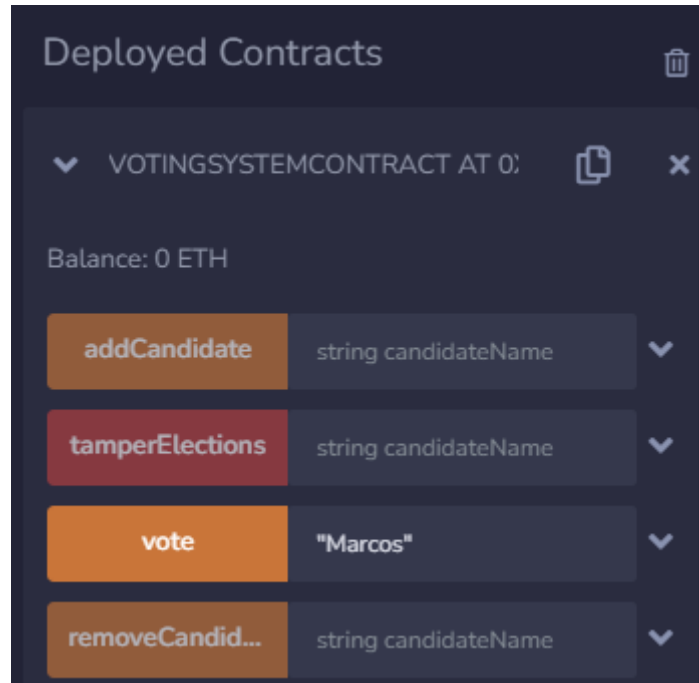 Deployed Contracts
VOTINGSYSTEMCONTRACT AT 0X
Balance: 0 ETH
addCandidate string candidateName
tamperElections string candidateName
vote "Marcos"
removeCandid... string candidateName